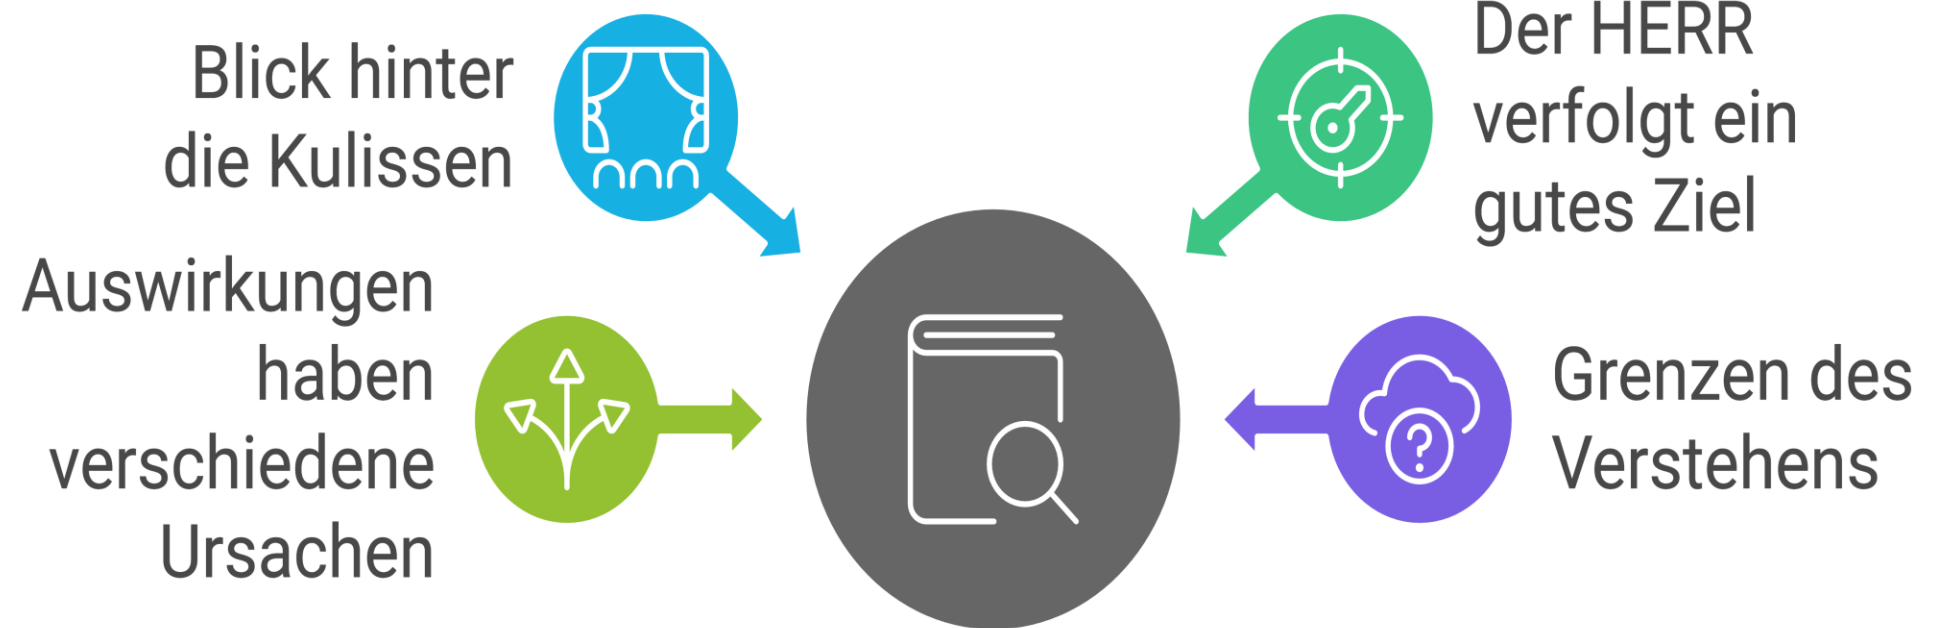 Blick hinter
die Kulissen
Auswirkungen
haben
verschiedene
Ursachen
Der HERR
verfolgt ein
gutes Ziel
Grenzen des
Verstehens
?